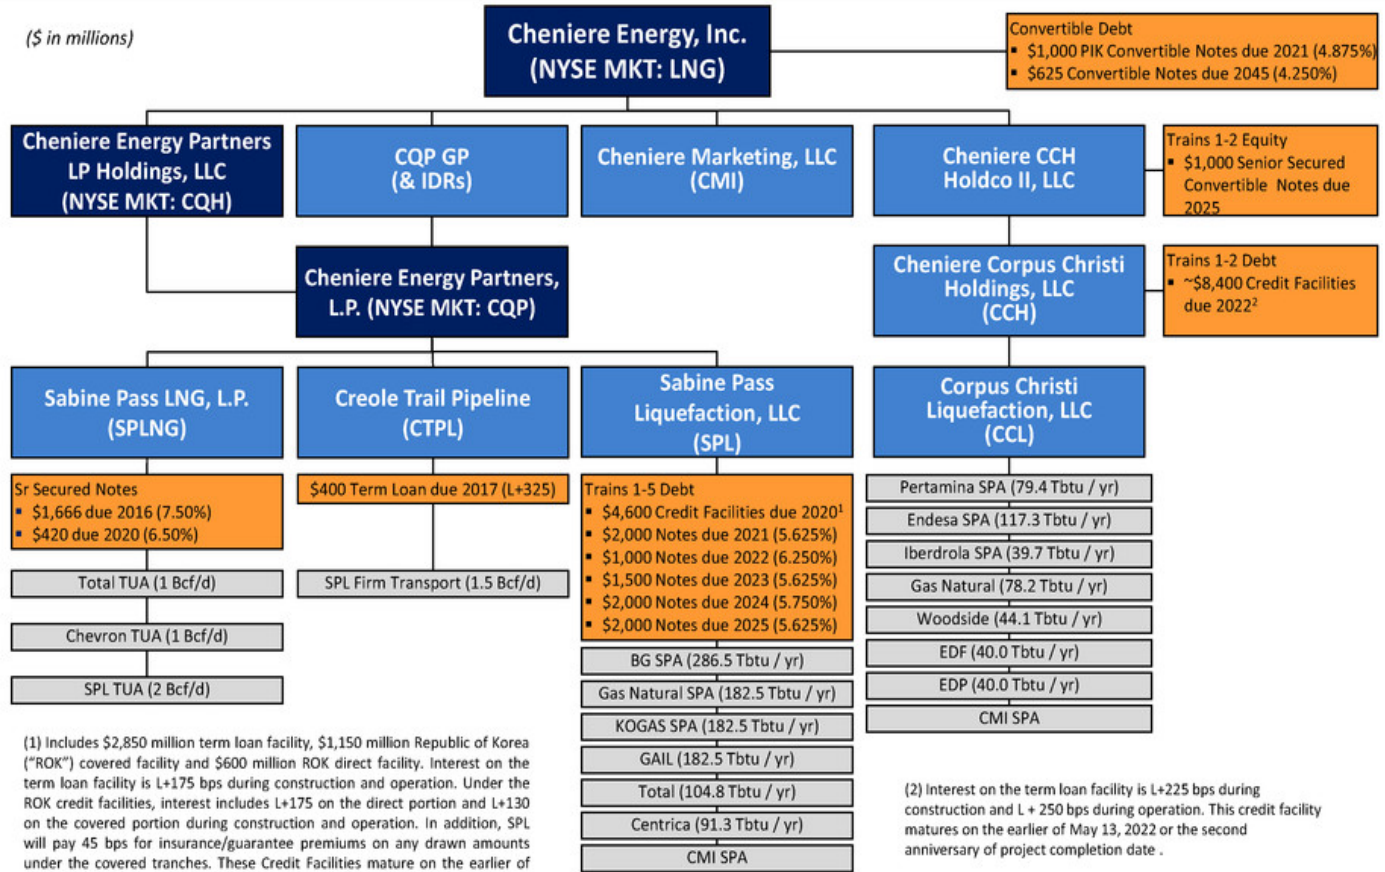 ($ in millions)
Cheniere Energy, Inc.
(NYSE MKT: LNG)
Convertible Debt
▪ $1,000 PIK Convertible Notes due 2021 (4.875%)
▪ $625 Convertible Notes due 2045 (4.250%)
Cheniere Energy Partners
LP Holdings, LLC
(NYSE MKT: CQH)
CQP GP
(& IDRs)
Cheniere Marketing, LLC
(CMI)
Cheniere CCH
Holdco II, LLC
Trains 1-2 Equity
▪ $1,000 Senior Secured
Convertible Notes due
2025
Cheniere Energy Partners,
L.P. (NYSE MKT: CQP)
Cheniere Corpus Christi
Holdings, LLC
(CCH)
Trains 1-2 Debt
▪ ~$8,400 Credit Facilities
due 2022²
Sabine Pass LNG, L.P.
(SPLNG)
Creole Trail Pipeline
(CTPL)
Sabine Pass
Liquefaction, LLC
(SPL)
Corpus Christi
Liquefaction, LLC
(CCL)
Sr Secured Notes
▪ $1,666 due 2016 (7.50%)
▪ $420 due 2020 (6.50%)
Total TUA (1 Bcf/d)
Chevron TUA (1 Bcf/d)
SPL TUA (2 Bcf/d)
$400 Term Loan due 2017 (L+325)
SPL Firm Transport (1.5 Bcf/d)
Trains 1-5 Debt
▪ $4,600 Credit Facilities due 2020¹
▪ $2,000 Notes due 2021 (5.625%)
▪ $1,000 Notes due 2022 (6.250%)
▪ $1,500 Notes due 2023 (5.625%)
▪ $2,000 Notes due 2024 (5.750%)
▪ $2,000 Notes due 2025 (5.625%)
BG SPA (286.5 Tbtu / yr)
Gas Natural SPA (182.5 Tbtu / yr)
KOGAS SPA (182.5 Tbtu / yr)
GAIL (182.5 Tbtu / yr)
Total (104.8 Tbtu / yr)
Centrica (91.3 Tbtu / yr)
CMI SPA
Pertamina SPA (79.4 Tbtu / yr)
Endesa SPA (117.3 Tbtu / yr)
Iberdrola SPA (39.7 Tbtu / yr)
Gas Natural (78.2 Tbtu / yr)
Woodside (44.1 Tbtu / yr)
EDF (40.0 Tbtu / yr)
EDP (40.0 Tbtu / yr)
CMI SPA
(1) Includes $2,850 million term loan facility, $1,150 million Republic of Korea
("ROK") covered facility and $600 million ROK direct facility. Interest on the
term loan facility is L+175 bps during construction and operation. Under the
ROK credit facilities, interest includes L+175 on the direct portion and L+130
on the covered portion during construction and operation. In addition, SPL
will pay 45 bps for insurance/guarantee premiums on any drawn amounts
under the covered tranches. These Credit Facilities mature on the earlier of
(2) Interest on the term loan facility is L+225 bps during
construction and L + 250 bps during operation. This credit facility
matures on the earlier of May 13, 2022 or the second
anniversary of project completion date .